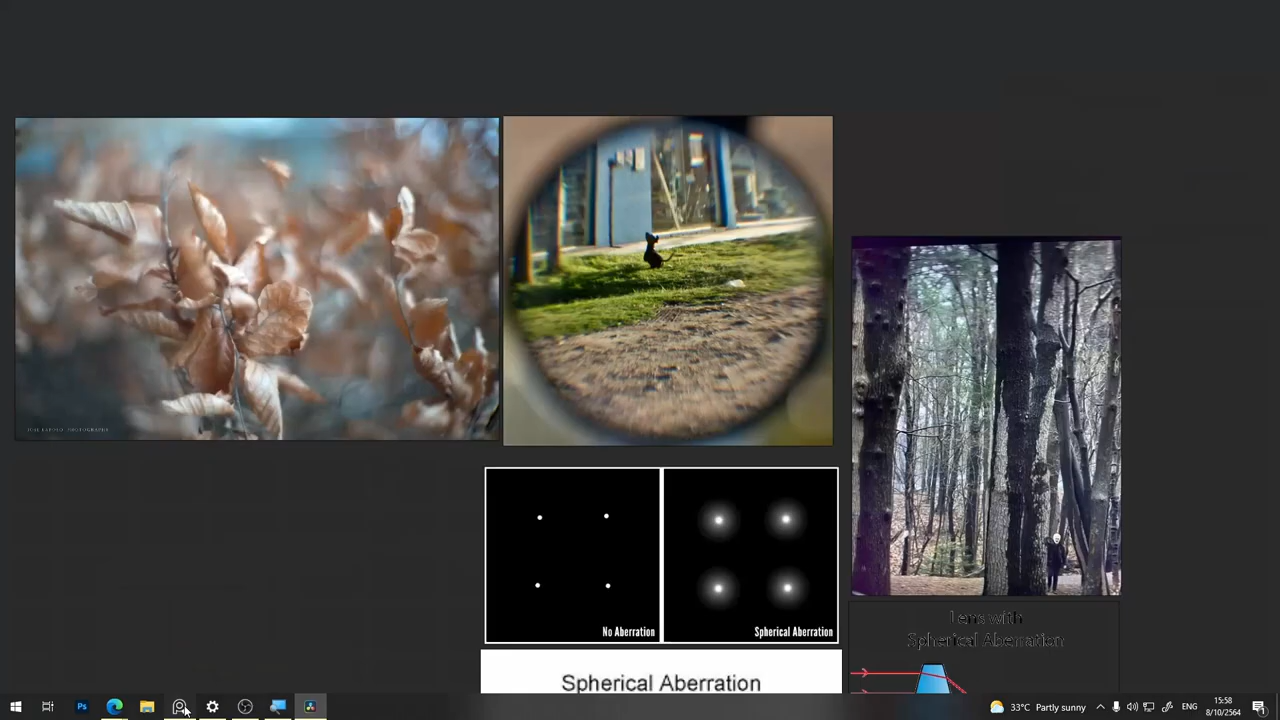 No Aberration
Spherical Aberration
Lens with
Spherical Aberration
Spherical Aberration
Ps
33°C Partly sunny
ENG
15:58
8/10/2564